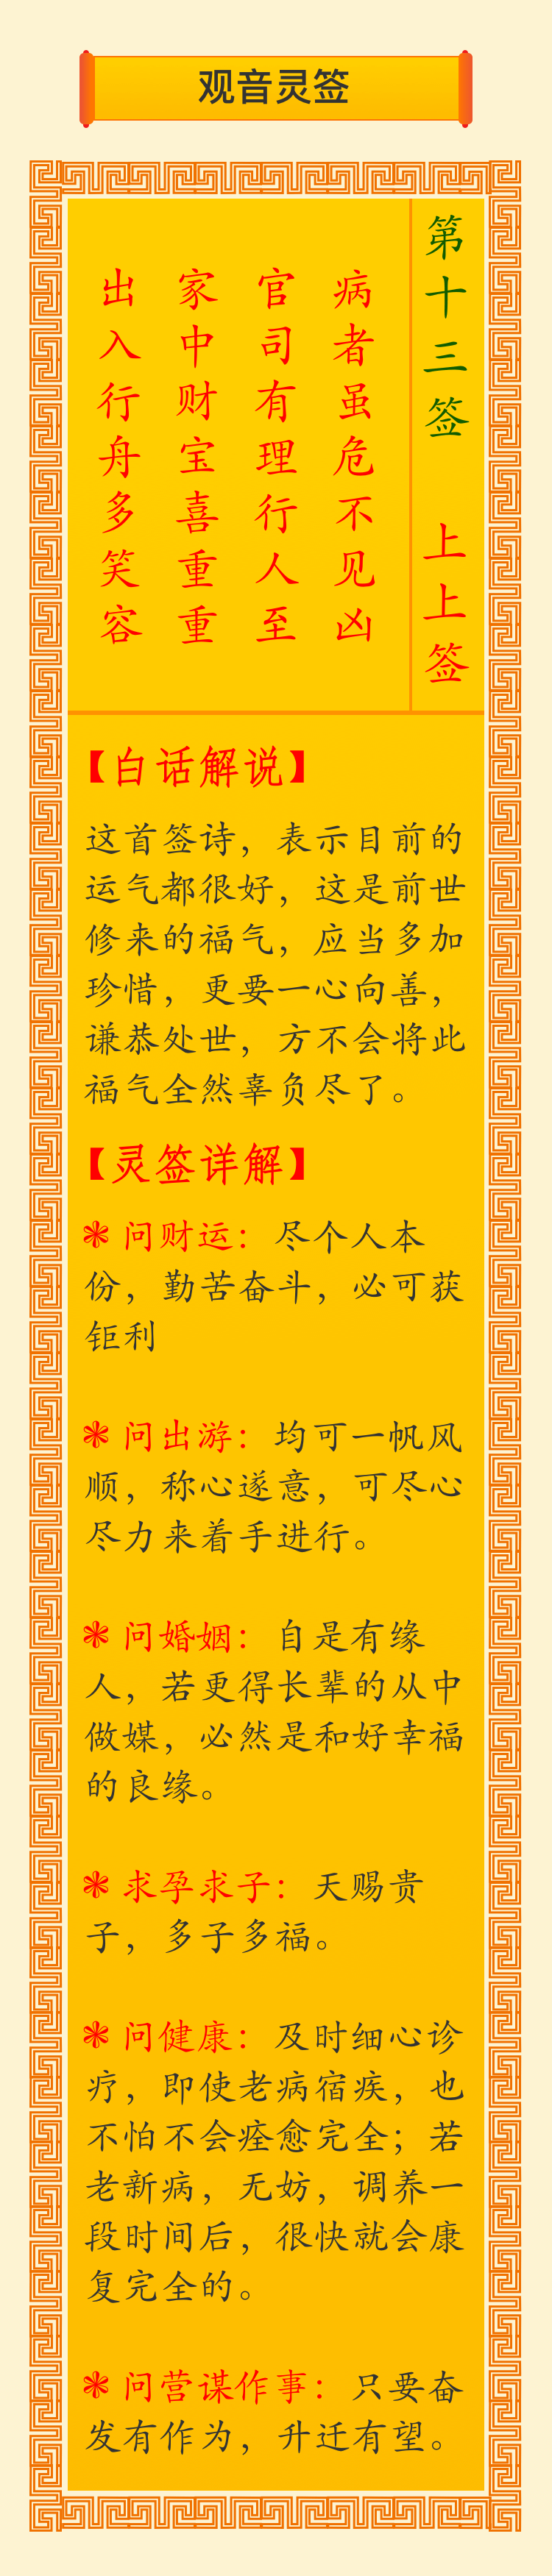 观音灵签
第十三签 上上签
病者虽危不见凶
官司有理行人至
家中财宝喜重重
出入行舟多笑容
【白话解说】
这首签诗，表示目前的
运气都很好，这是前世
修来的福气，应当多加
珍惜，更要一心向善，
谦恭处世，方不会将此
福气全然辜负尽了。
【灵签详解】
❃ 问财运：尽个人本
份，勤苦奋斗，必可获
钜利
❃ 问出游：均可一帆风
顺，称心遂意，可尽心
尽力来着手进行。
❃ 问婚姻：自是有缘
人，若更得长辈的从中
做媒，必然是和好幸福
的良缘。
❃ 求孕求子：天赐贵
子，多子多福。
❃ 问健康：及时细心诊
疗，即使老病宿疾，也
不怕不会痊愈完全；若
老新病，无妨，调养一
段时间后，很快就会康
复完全的。
❃ 问营谋作事：只要奋
发有作为，升迁有望。